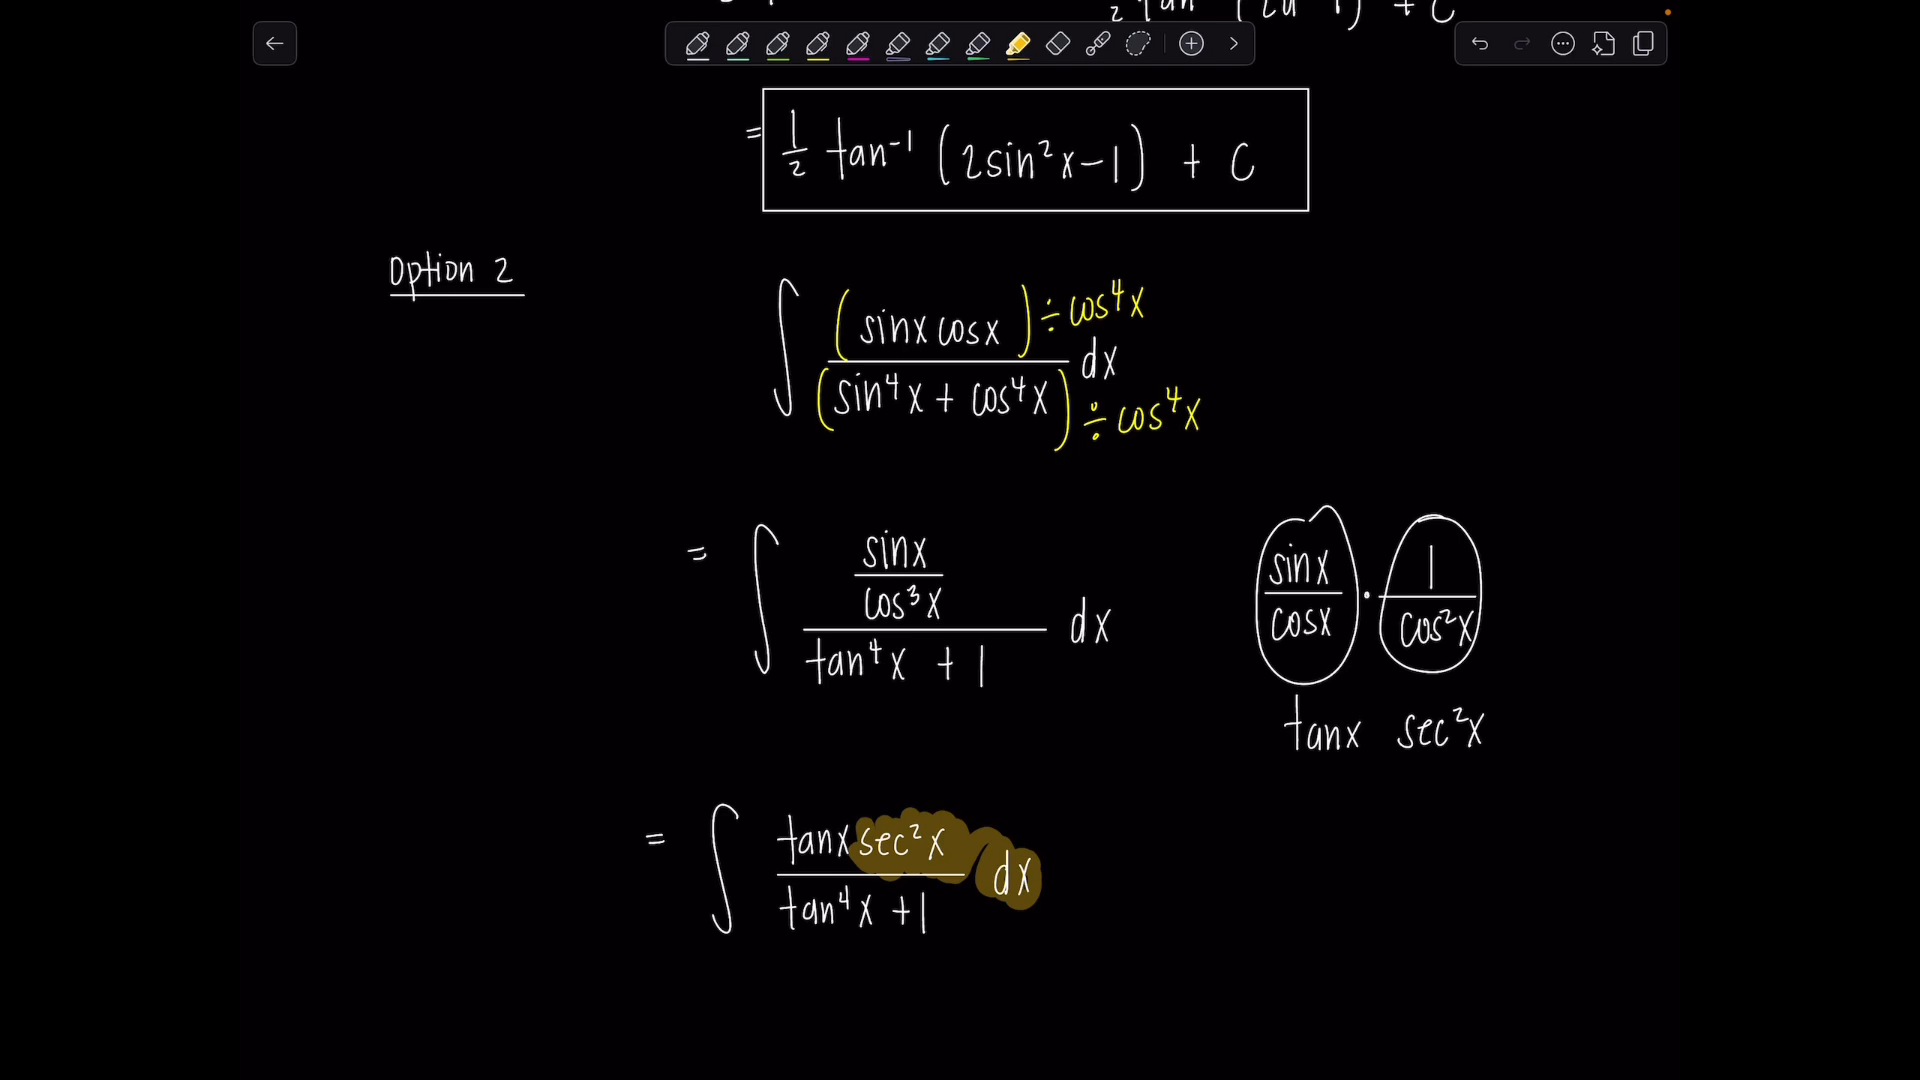 = 1/2 tan⁻¹ (2sin²x−1) + C
Option 2
∫ (sinx cosx) ÷ cos⁴x / (sin⁴x + cos⁴x) ÷ cos⁴x dx
= ∫ (sinx / cos³x) / (tan⁴x + 1) dx
sinx / cosx · 1 / cos²x
tanx sec²x
= ∫ tanx sec²x / (tan⁴x + 1) dx